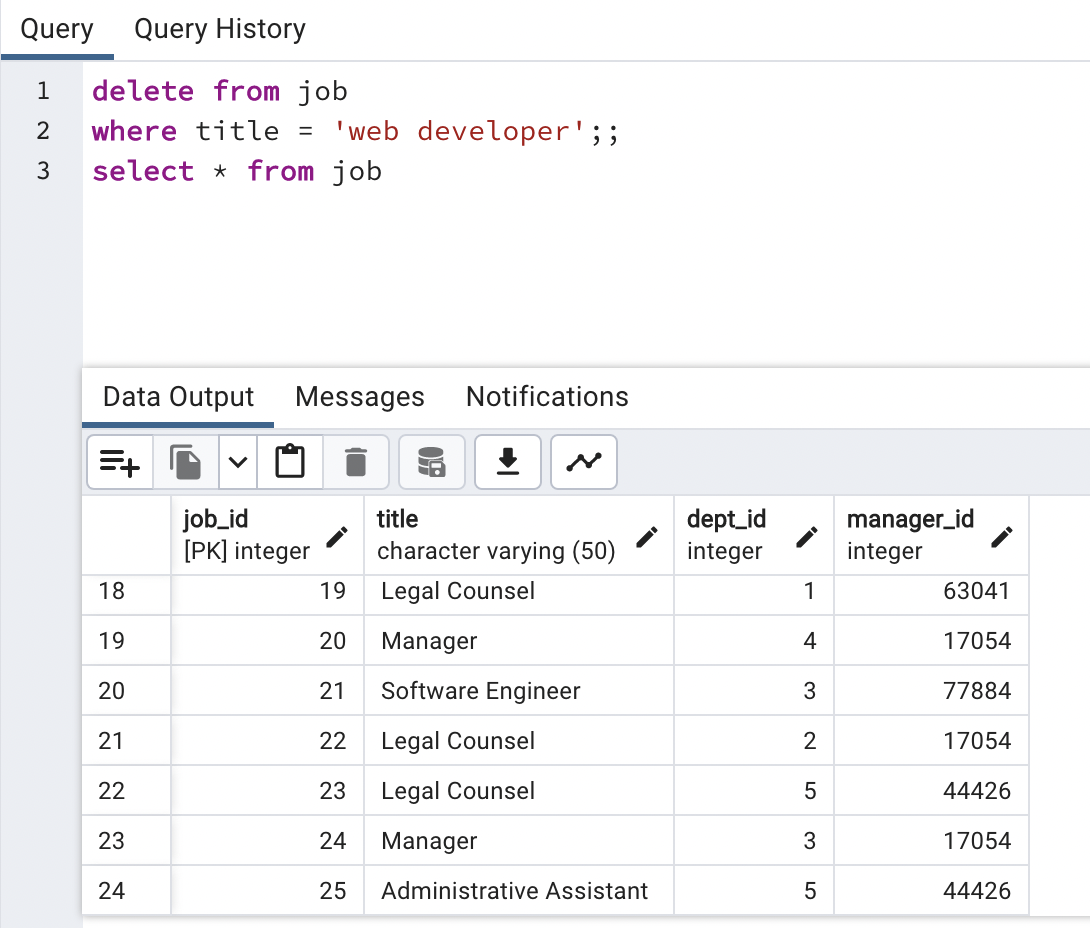 Query Query History
1 delete from job
2 where title = 'web developer';;
3 select * from job
Data Output Messages Notifications
job_id title dept_id manager_id
[PK] integer character varying (50) integer integer
18 19 Legal Counsel 1 63041
19 20 Manager 4 17054
20 21 Software Engineer 3 77884
21 22 Legal Counsel 2 17054
22 23 Legal Counsel 5 44426
23 24 Manager 3 17054
24 25 Administrative Assistant 5 44426